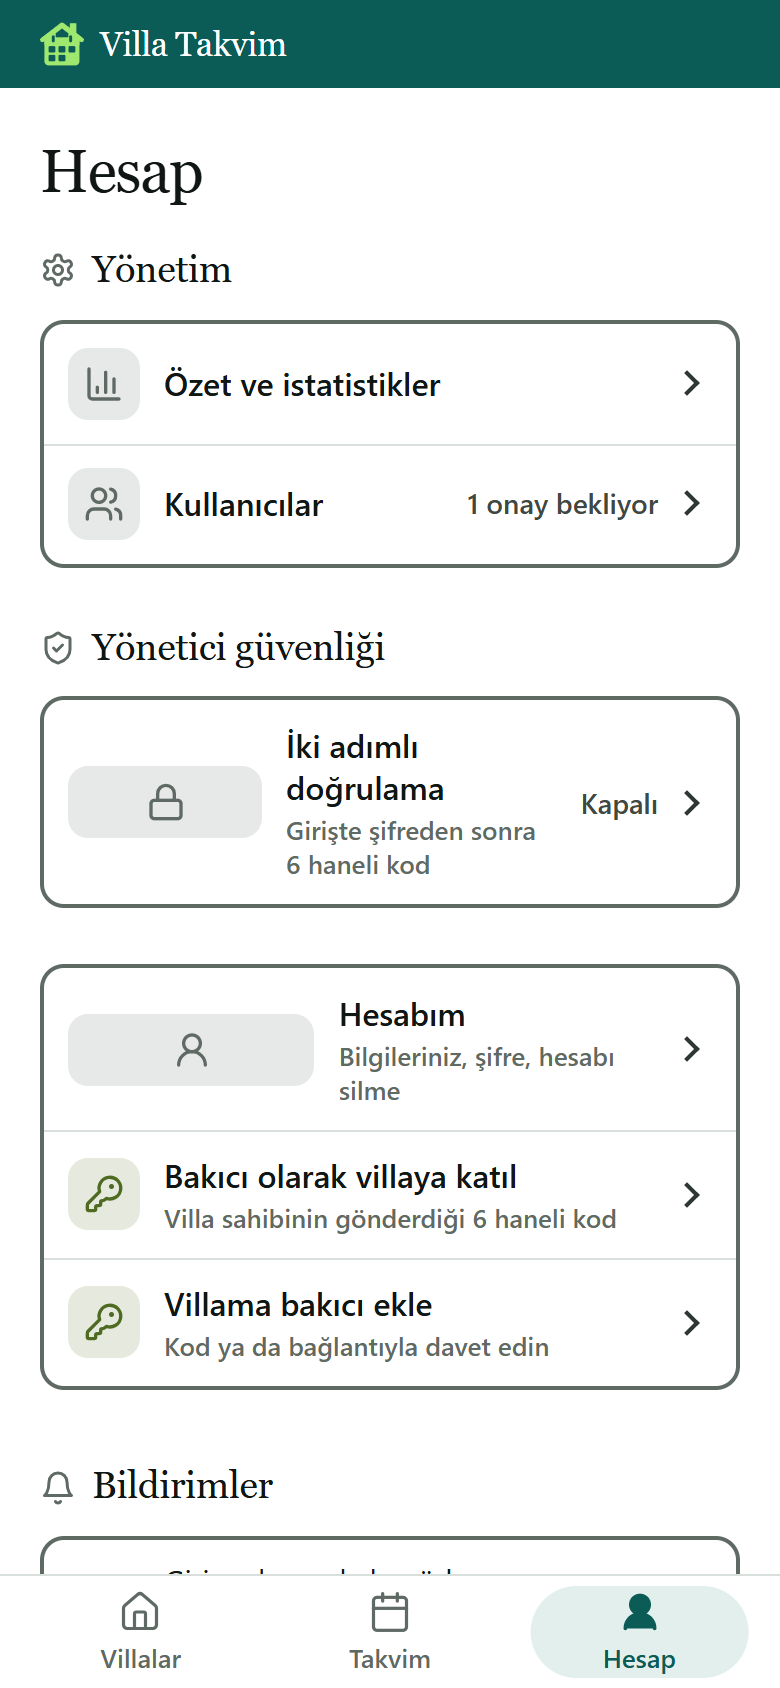 Villa Takvim
Hesap
Yönetim
Özet ve istatistikler
Kullanıcılar
1 onay bekliyor
Yönetici güvenliği
İki adımlı
doğrulama
Girişte şifreden sonra
6 haneli kod
Kapalı
Hesabım
Bilgileriniz, şifre, hesabı
silme
Bakıcı olarak villaya katıl
Villa sahibinin gönderdiği 6 haneli kod
Villama bakıcı ekle
Kod ya da bağlantıyla davet edin
Bildirimler
Villalar
Takvim
Hesap